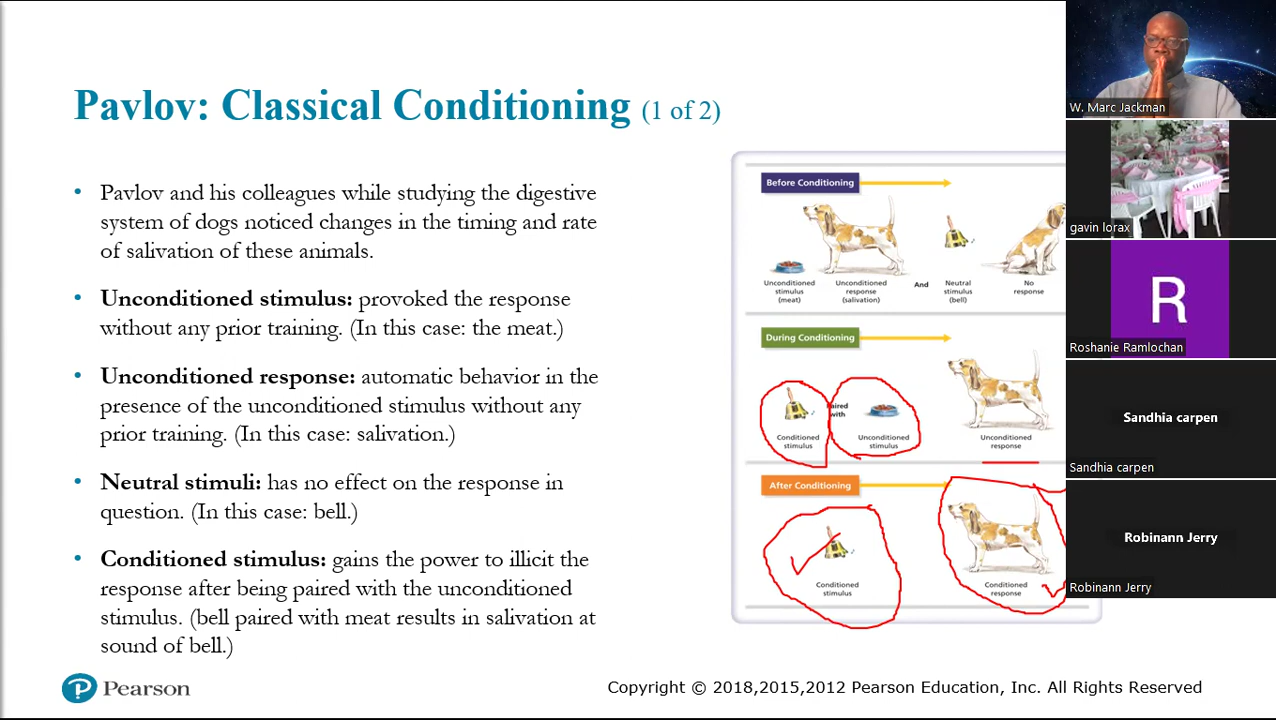 Pavlov: Classical Conditioning (1 of 2)
• Pavlov and his colleagues while studying the digestive
system of dogs noticed changes in the timing and rate
of salivation of these animals.
• Unconditioned stimulus: provoked the response
without any prior training. (In this case: the meat.)
• Unconditioned response: automatic behavior in the
presence of the unconditioned stimulus without any
prior training. (In this case: salivation.)
• Neutral stimuli: has no effect on the response in
question. (In this case: bell.)
• Conditioned stimulus: gains the power to illicit the
response after being paired with the unconditioned
stimulus. (bell paired with meat results in salivation at
sound of bell.)
Before Conditioning
Unconditioned
stimulus
(meat)
Unconditioned
response
(salivation)
And
Neutral
stimulus
(bell)
No
response
During Conditioning
Conditioned
stimulus
with
Unconditioned
stimulus
Unconditioned
response
After Conditioning
Conditioned
stimulus
Conditioned
response
Pearson
Copyright © 2018,2015,2012 Pearson Education, Inc. All Rights Reserved
W. Marc Jackman
gavin lorax
R
Roshanie Ramlochan
Sandhia carpen
Sandhia carpen
Robinann Jerry
Robinann Jerry